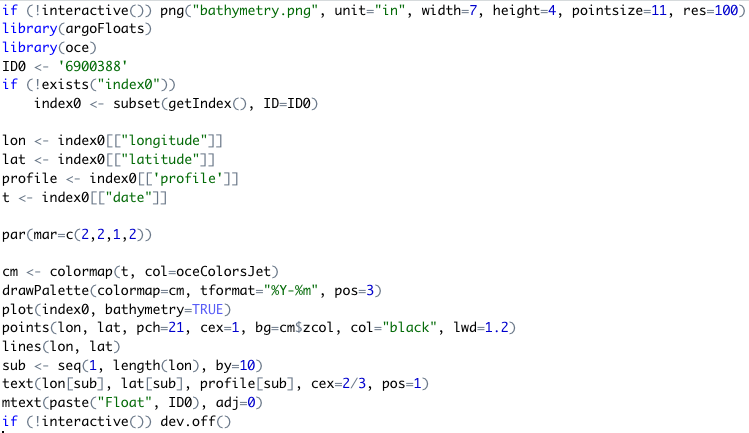 if (!interactive()) png("bathymetry.png", unit="in", width=7, height=4, pointsize=11, res=100)
library(argoFloats)
library(oce)
ID0 <- '6900388'
if (!exists("index0"))
    index0 <- subset(getIndex(), ID=ID0)

lon <- index0[["longitude"]]
lat <- index0[["latitude"]]
profile <- index0[['profile']]
t <- index0[["date"]]

par(mar=c(2,2,1,2))

cm <- colormap(t, col=oceColorsJet)
drawPalette(colormap=cm, tformat="%Y-%m", pos=3)
plot(index0, bathymetry=TRUE)
points(lon, lat, pch=21, cex=1, bg=cm$zcol, col="black", lwd=1.2)
lines(lon, lat)
sub <- seq(1, length(lon), by=10)
text(lon[sub], lat[sub], profile[sub], cex=2/3, pos=1)
mtext(paste("Float", ID0), adj=0)
if (!interactive()) dev.off()